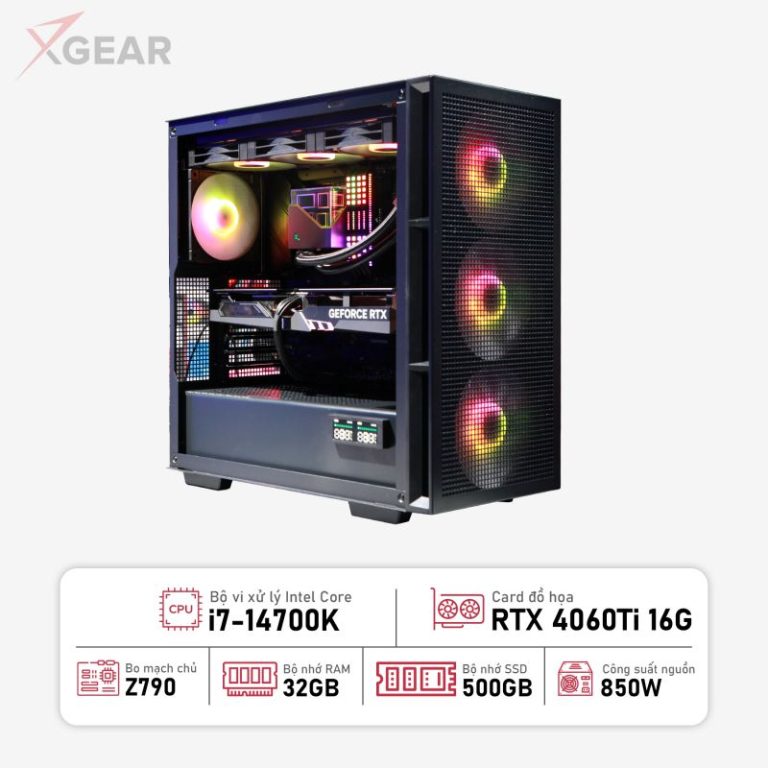 XGEAR
GEFORCE RTX
Bộ vi xử lý Intel Core
CPU
i7-14700K
Card đồ họa
RTX 4060Ti 16G
Bo mạch chủ
Z790
Bộ nhớ RAM
32GB
Bộ nhớ SSD
500GB
Công suất nguồn
850W